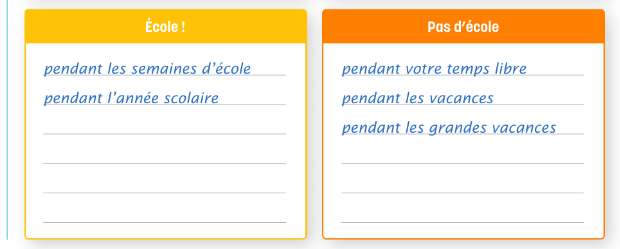 École !
pendant les semaines d’école
pendant l’année scolaire
Pas d’école
pendant votre temps libre
pendant les vacances
pendant les grandes vacances